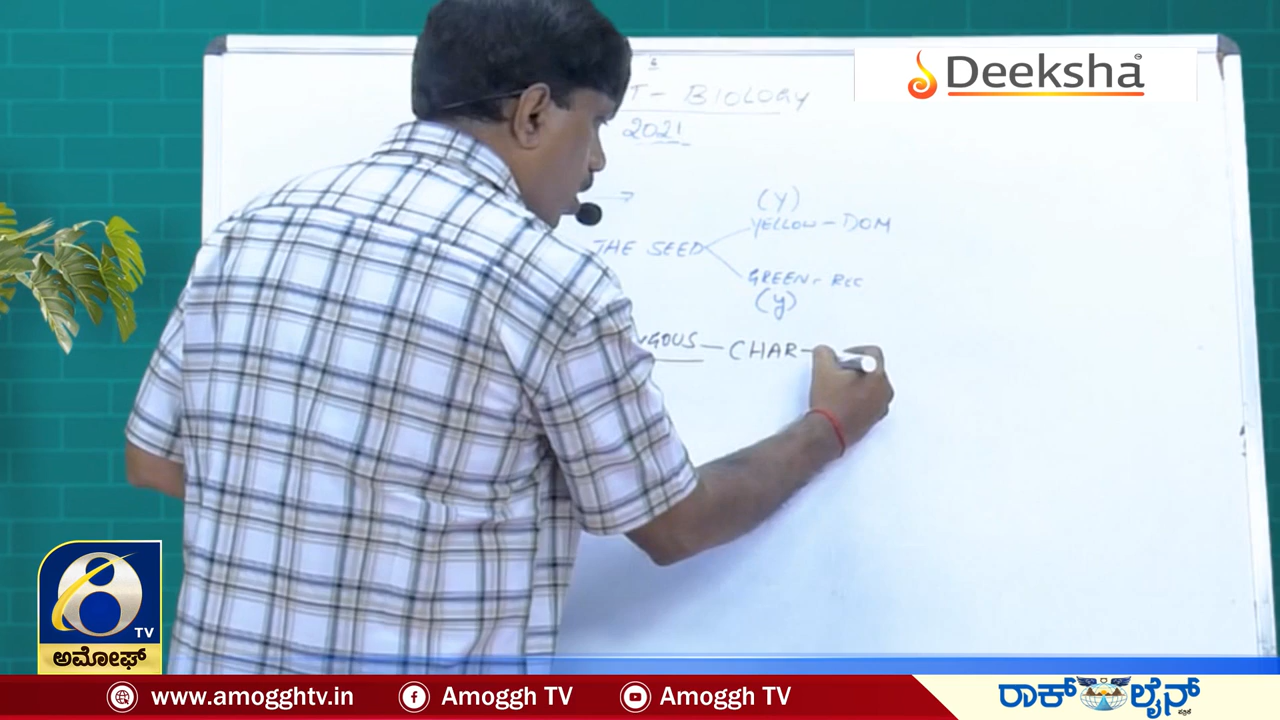 Deeksha
T - BIOLOGY
2021
(Y)
YELLOW - DOM
THE SEED
GREEN - REC
(y)
GOUS - CHAR -
TV
ಅಮೋಘ್
www.amogghtv.in Amoggh TV Amoggh TV
ರಾಕ್ ಲೈನ್